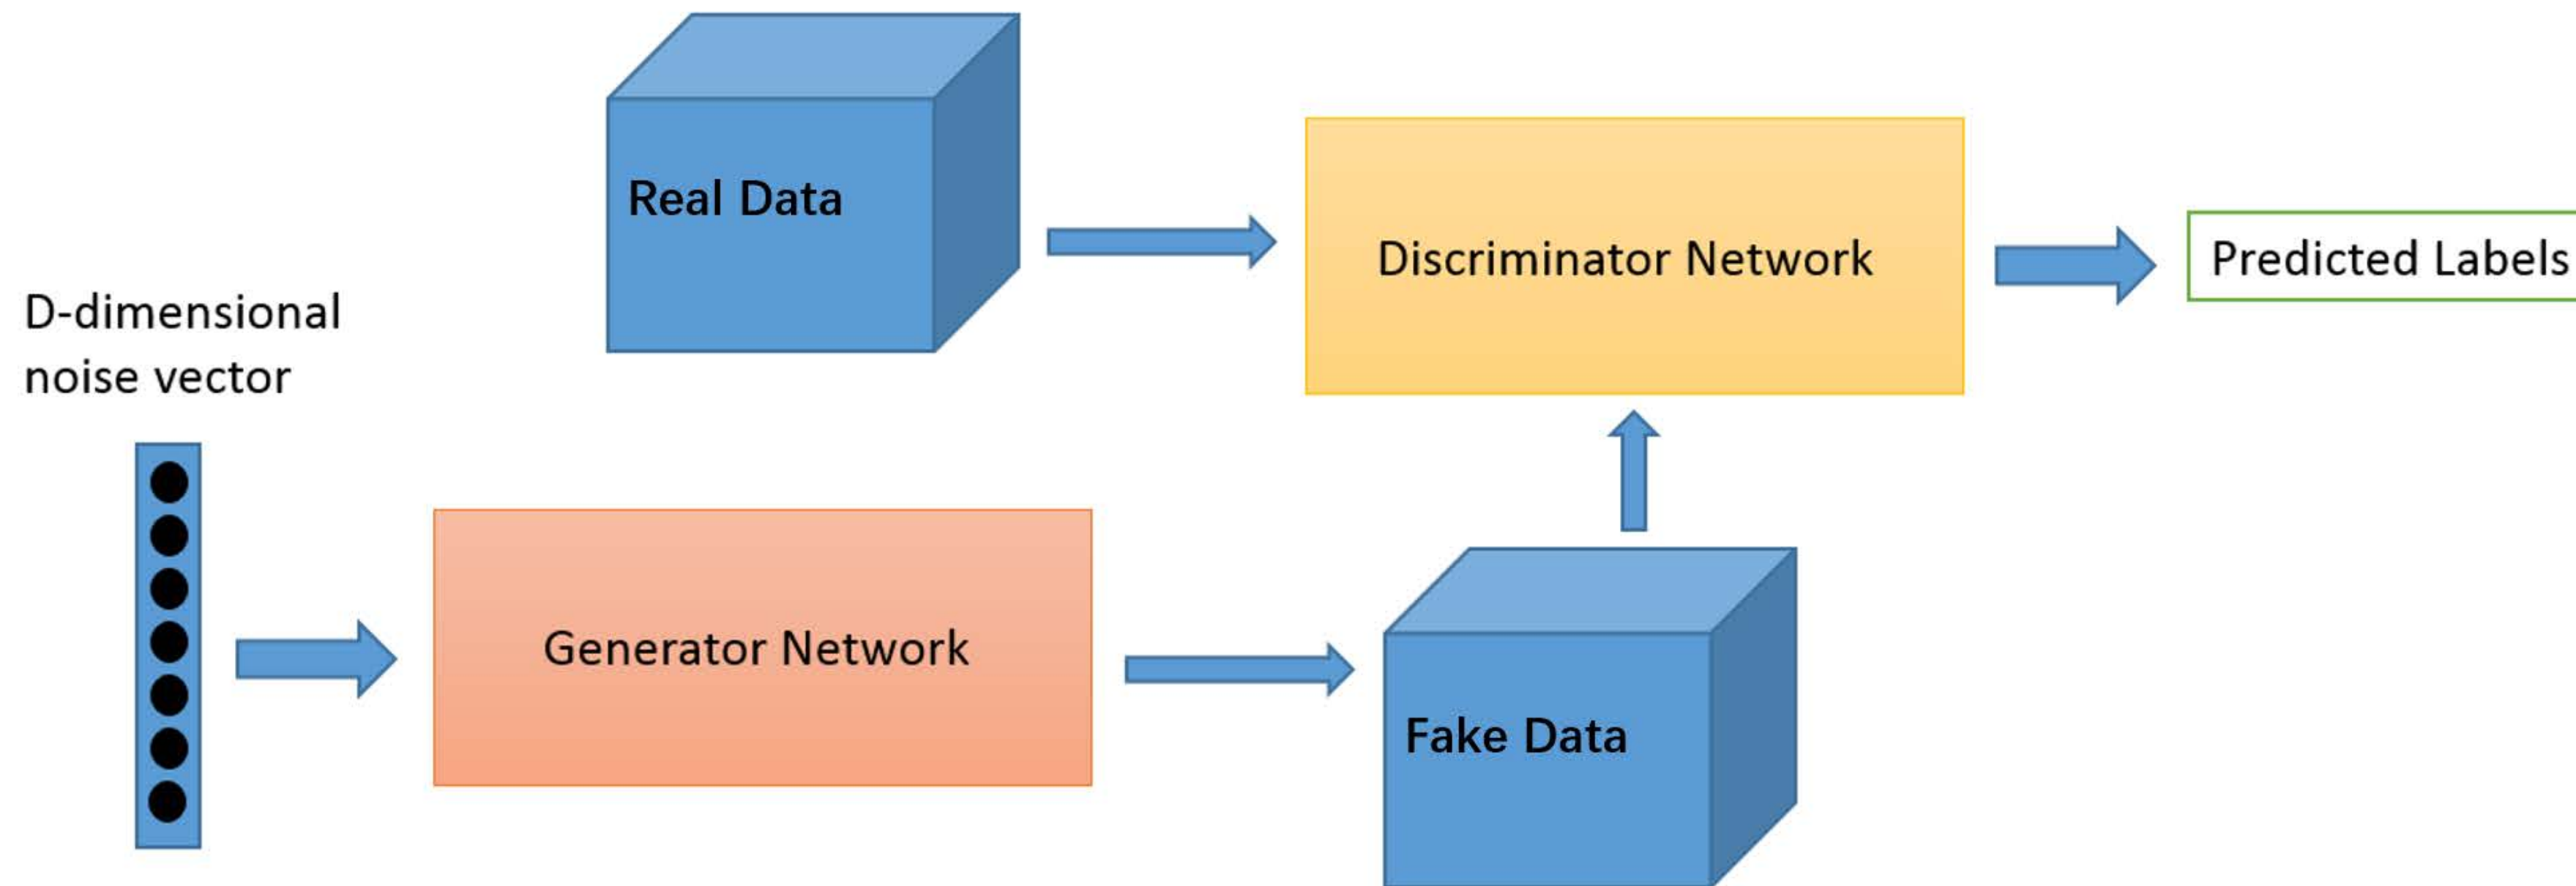 Real Data
Discriminator Network
Predicted Labels
D-dimensional
noise vector
Generator Network
Fake Data